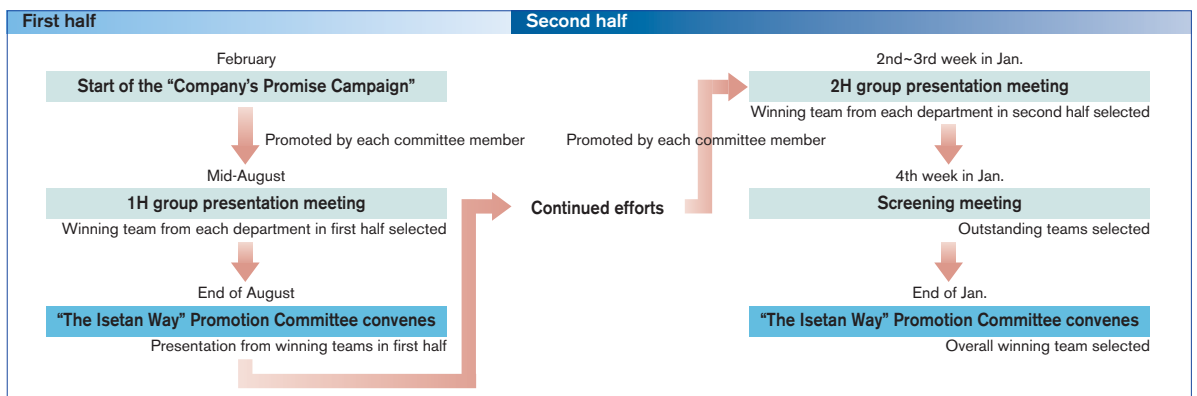 First half
Second half
February
Start of the “Company’s Promise Campaign”
Promoted by each committee member
Mid-August
1H group presentation meeting
Winning team from each department in first half selected
End of August
“The Isetan Way” Promotion Committee convenes
Presentation from winning teams in first half
Continued efforts
Promoted by each committee member
2nd~3rd week in Jan.
2H group presentation meeting
Winning team from each department in second half selected
4th week in Jan.
Screening meeting
Outstanding teams selected
End of Jan.
“The Isetan Way” Promotion Committee convenes
Overall winning team selected